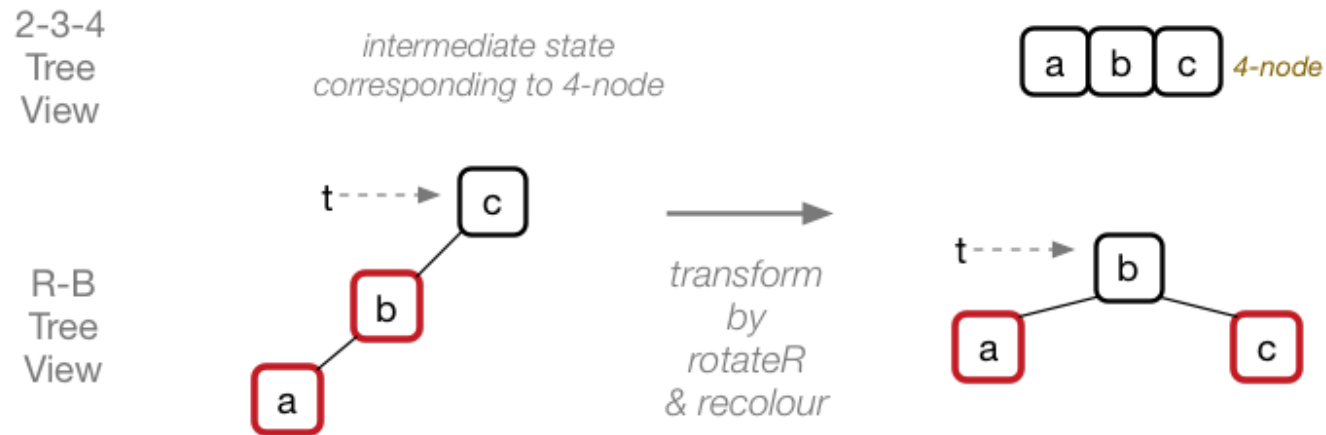 2-3-4
Tree
View
intermediate state
corresponding to 4-node
a b c 4-node
R-B
Tree
View
t
c
b
a
transform
by
rotateR
& recolour
t
b
a
c